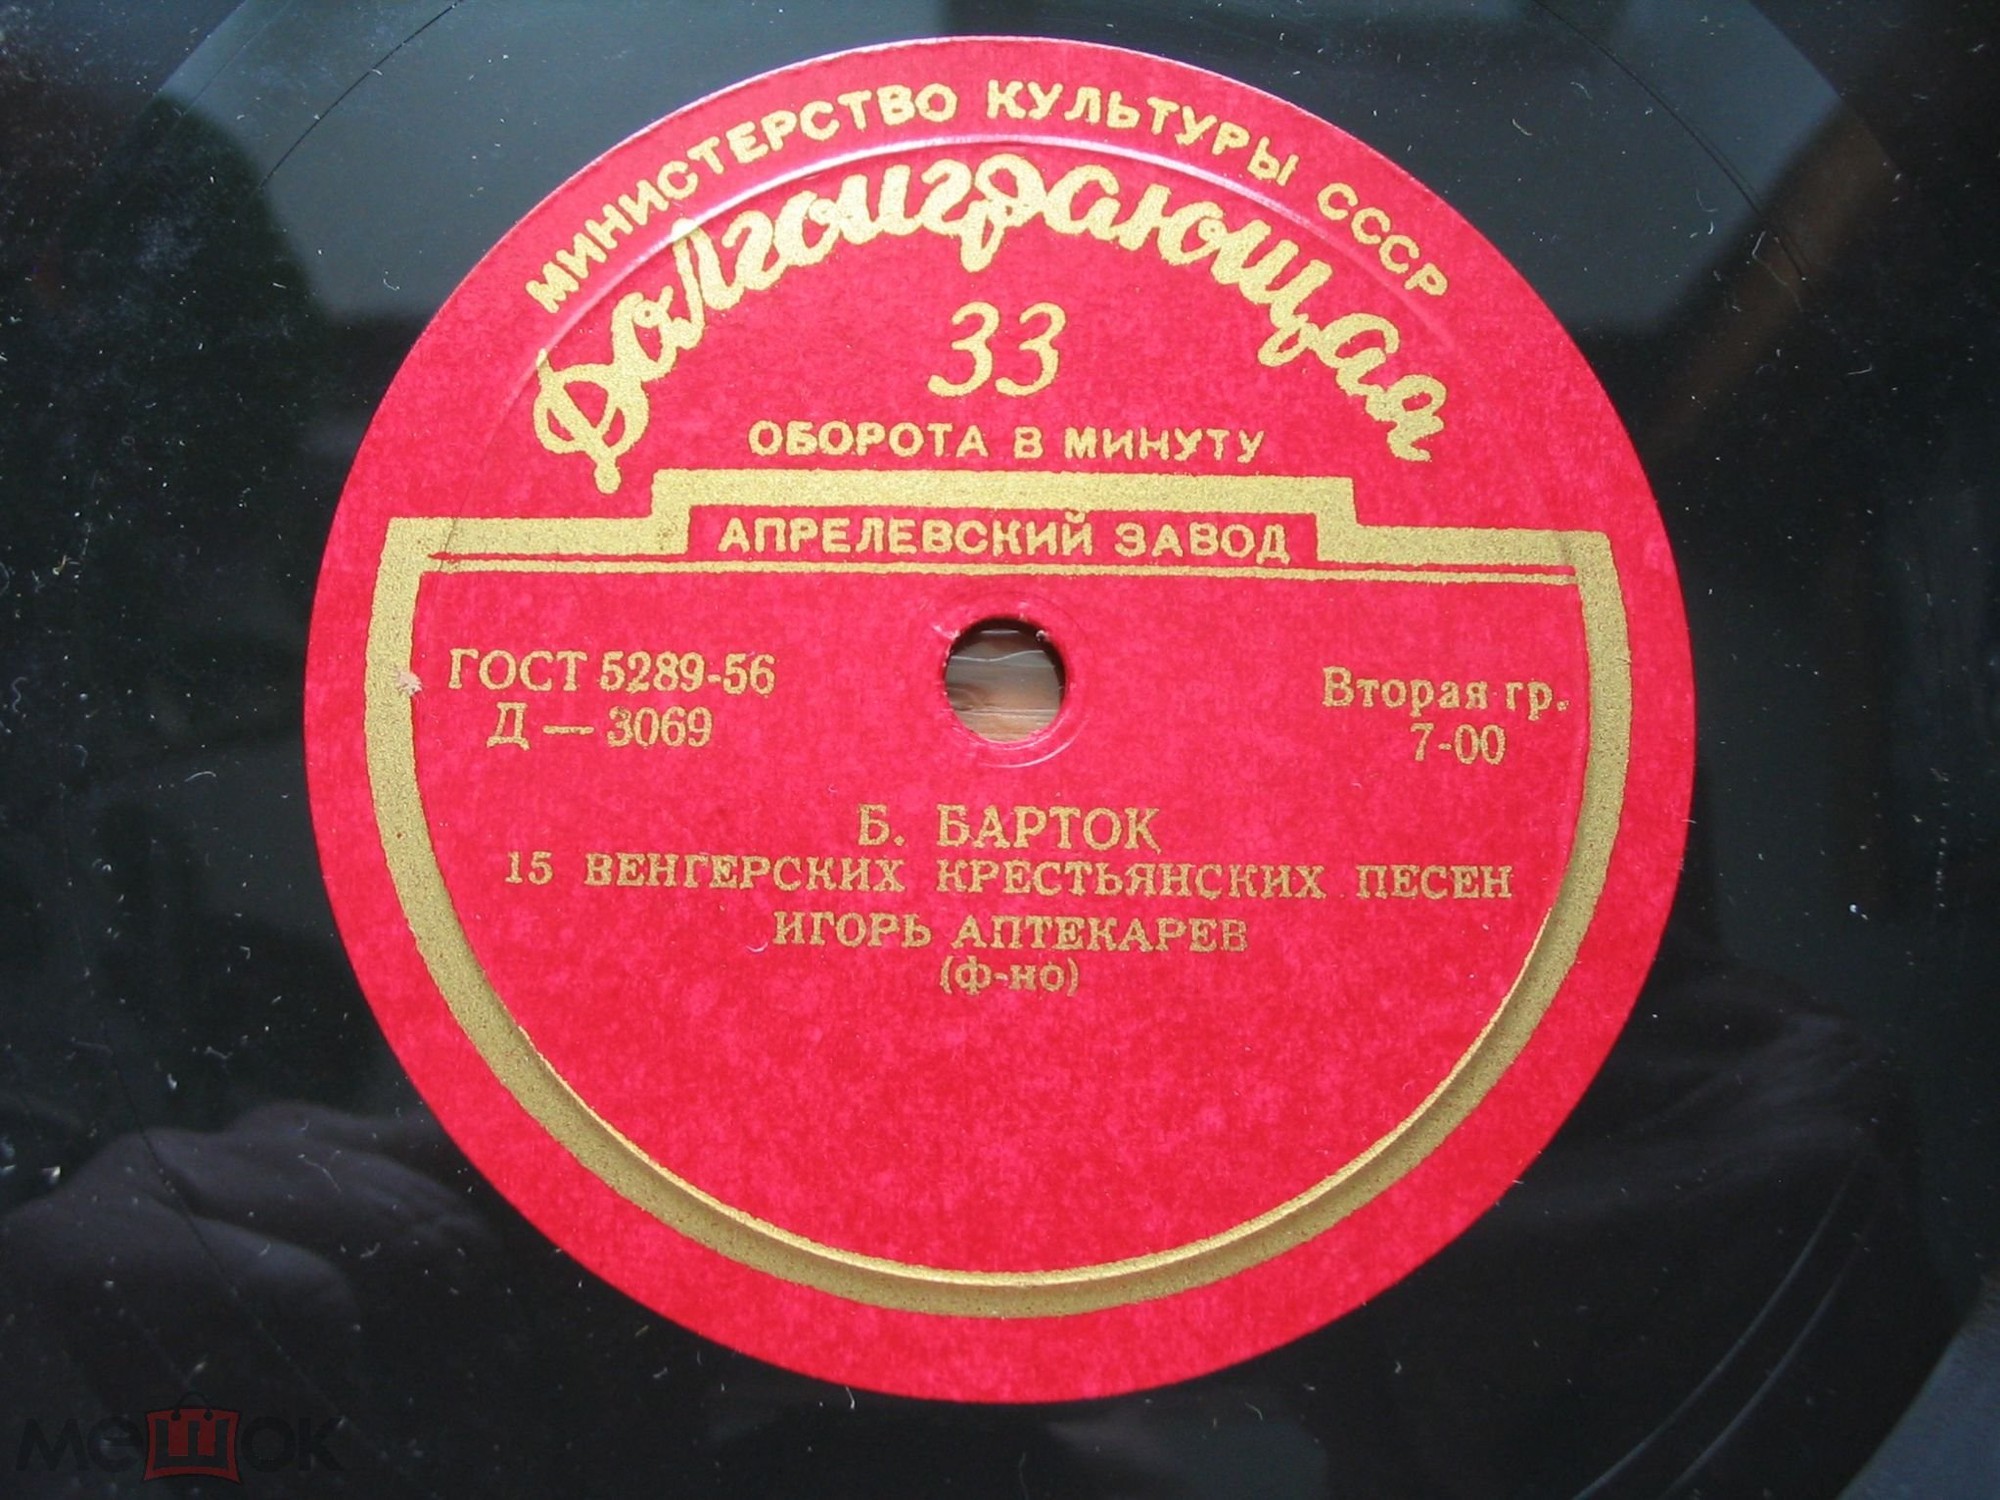 МИНИСТЕРСТВО КУЛЬТУРЫ СССР
Долгоиграющая
33
ОБОРОТА В МИНУТУ
АПРЕЛЕВСКИЙ ЗАВОД
ГОСТ 5289-56
Д — 3069
Вторая гр.
7-00
Б. БАРТОК
15 ВЕНГЕРСКИХ КРЕСТЬЯНСКИХ ПЕСЕН
ИГОРЬ АПТЕКАРЕВ
(ф-но)
мешок